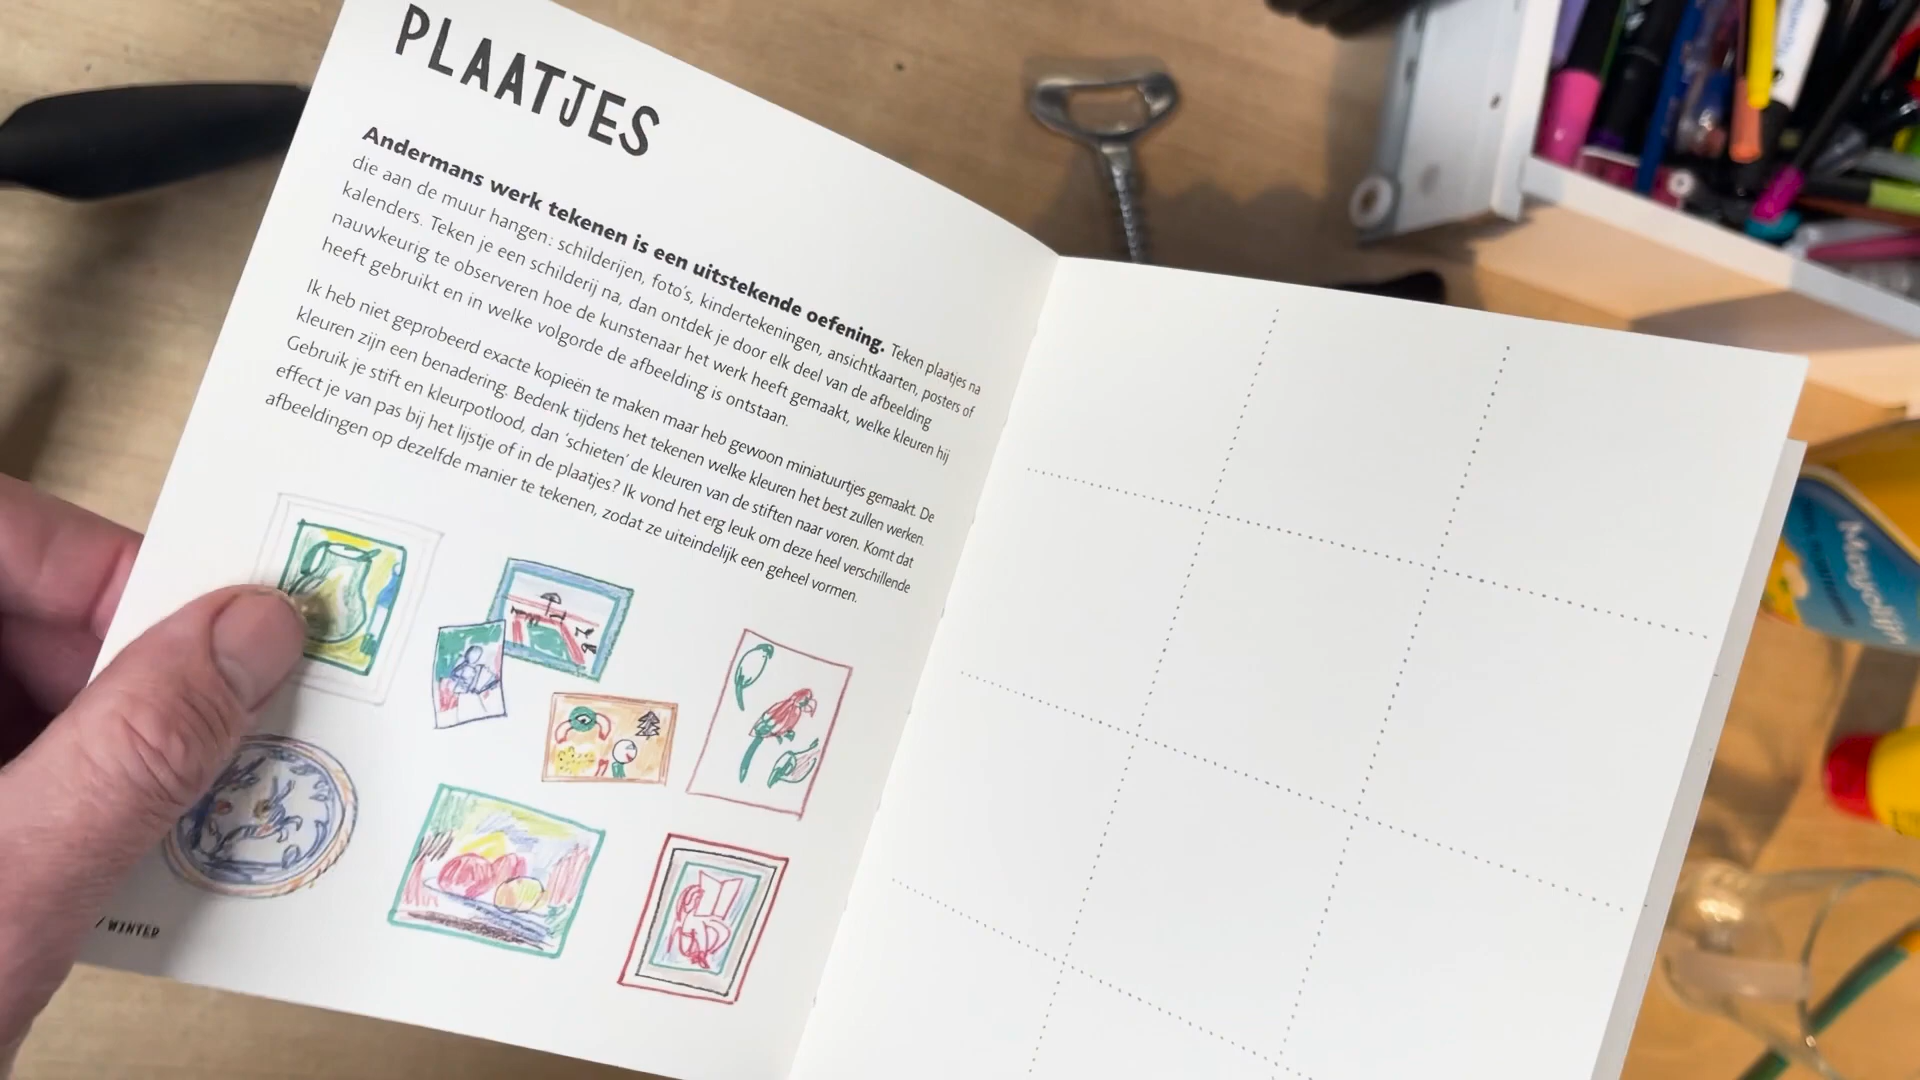 PLAATJES
Andermans werk tekenen is een uitstekende oefening. Teken plaatjes na
die aan de muur hangen: schilderijen, foto's, kindertekeningen, ansichtkaarten, posters of
kalenders. Teken je een schilderij na, dan ontdek je door elk deel van de afbeelding
nauwkeurig te observeren hoe de kunstenaar het werk heeft gemaakt, welke kleuren hij
heeft gebruikt en in welke volgorde de afbeelding is ontstaan.
Ik heb niet geprobeerd exacte kopieën te maken maar heb gewoon miniatuurtjes gemaakt. De
kleuren zijn een benadering. Bedenk tijdens het tekenen welke kleuren het best zullen werken.
Gebruik je stift en kleurpotlood, dan 'schieten' de kleuren van de stiften naar voren. Komt dat
effect je van pas bij het lijstje of in de plaatjes? Ik vond het erg leuk om deze heel verschillende
afbeeldingen op dezelfde manier te tekenen, zodat ze uiteindelijk een geheel vormen.
/ WINTER